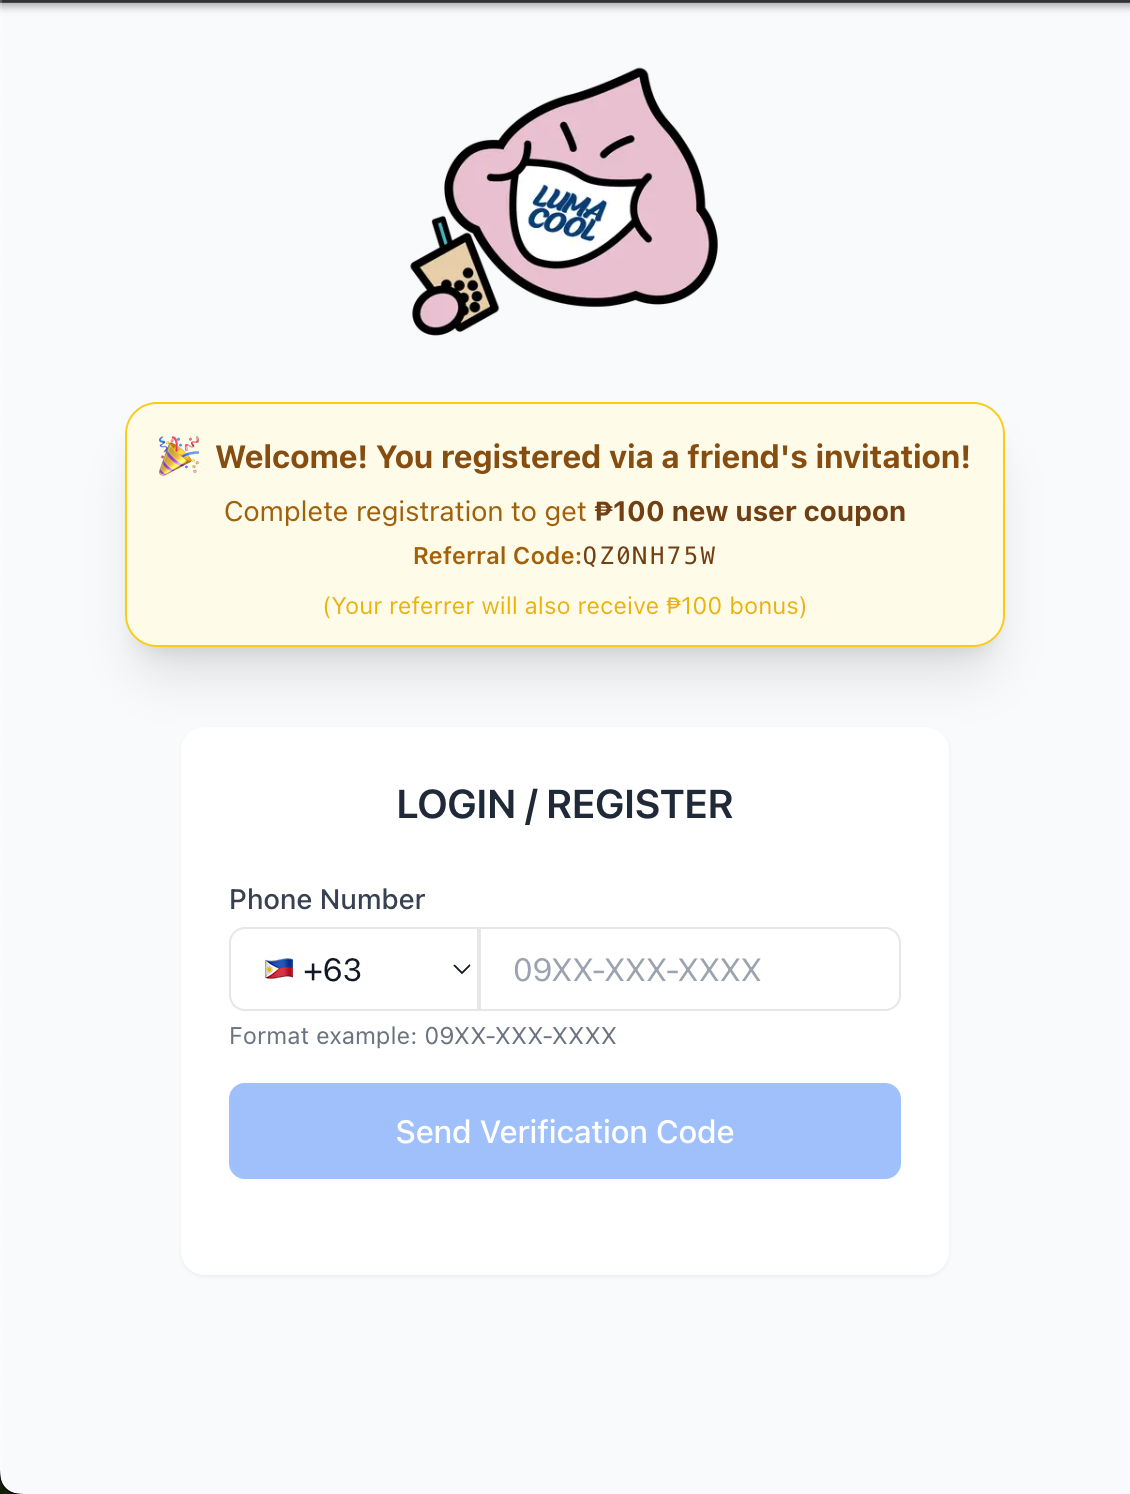 LUMA
COOL
🎉 Welcome! You registered via a friend's invitation!
Complete registration to get ₱100 new user coupon
Referral Code:QZ0NH75W
(Your referrer will also receive ₱100 bonus)
LOGIN / REGISTER
Phone Number
🇵🇭 +63 09XX-XXX-XXXX
Format example: 09XX-XXX-XXXX
Send Verification Code